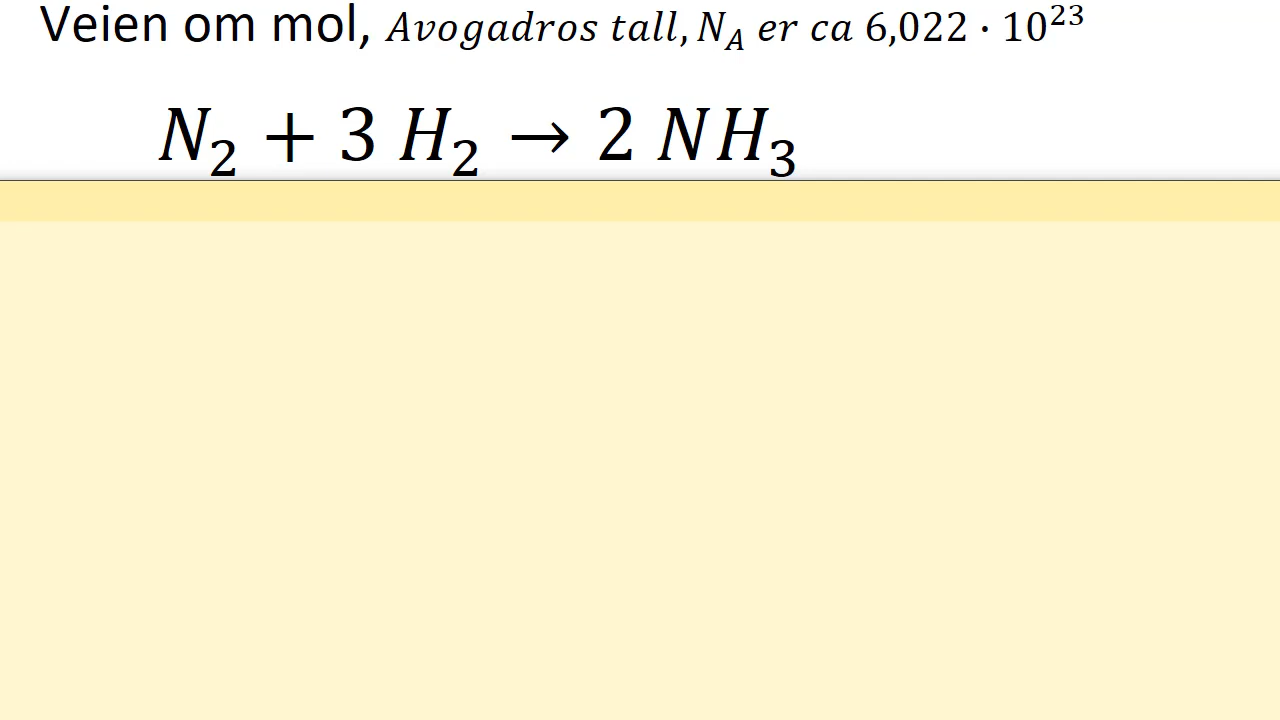 Veien om mol, Avogadros tall, N_A er ca 6,022 · 10^23
N_2 + 3 H_2 → 2 NH_3